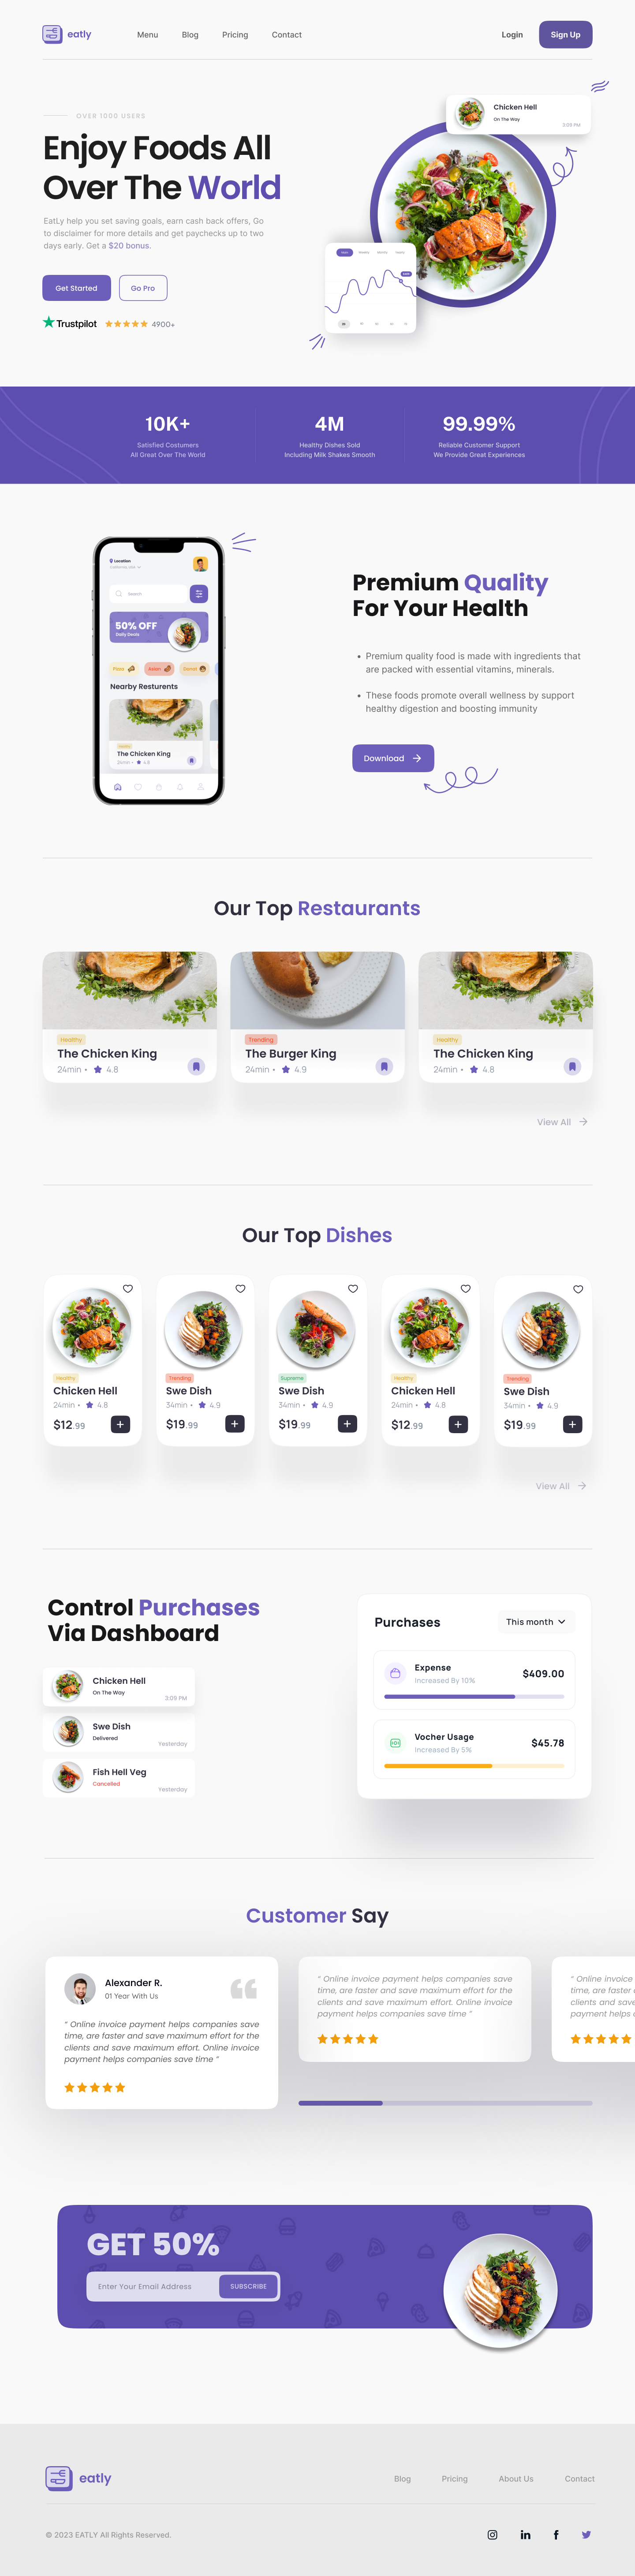 eatly
Menu
Blog
Pricing
Contact
Login
Sign Up
OVER 1000 USERS
Enjoy Foods All
Over The World
EatLy help you set saving goals, earn cash back offers, Go
to disclaimer for more details and get paychecks up to two
days early. Get a $20 bonus.
Get Started
Go Pro
Trustpilot
4900+
Chicken Hell
On The Way
3:09 PM
10K+
Satisfied Costumers
All Great Over The World
4M
Healthy Dishes Sold
Including Milk Shakes Smooth
99.99%
Reliable Customer Support
We Provide Great Experiences
Location
California, USA
Search
50% OFF
Daily Deals
Pizza
Asian
Donat
Nearby Resturents
Healthy
The Chicken King
24min •
4.8
Premium Quality
For Your Health
• Premium quality food is made with ingredients that
are packed with essential vitamins, minerals.
• These foods promote overall wellness by support
healthy digestion and boosting immunity
Download
Our Top Restaurants
Healthy
The Chicken King
24min •
4.8
Trending
The Burger King
24min •
4.9
Healthy
The Chicken King
24min •
4.8
View All
Our Top Dishes
Healthy
Chicken Hell
24min •
4.8
$12.99
+
Trending
Swe Dish
34min •
4.9
$19.99
+
Supreme
Swe Dish
34min •
4.9
$19.99
+
Healthy
Chicken Hell
24min •
4.8
$12.99
+
Trending
Swe Dish
34min •
4.9
$19.99
+
View All
Control Purchases
Via Dashboard
Chicken Hell
On The Way
3:09 PM
Swe Dish
Delivered
Yesterday
Fish Hell Veg
Cancelled
Yesterday
Purchases
This month
Expense
Increased By 10%
$409.00
Vocher Usage
Increased By 5%
$45.78
Customer Say
Alexander R.
01 Year With Us
“ Online invoice payment helps companies save
time, are faster and save maximum effort for the
clients and save maximum effort. Online invoice
payment helps companies save time ”
“ Online invoice payment helps companies save
time, are faster and save maximum effort for the
clients and save maximum effort. Online invoice
payment helps companies save time ”
“ Online invoice
time, are faster
clients and save
payment helps
GET 50%
Enter Your Email Address
SUBSCRIBE
eatly
Blog
Pricing
About Us
Contact
© 2023 EATLY All Rights Reserved.